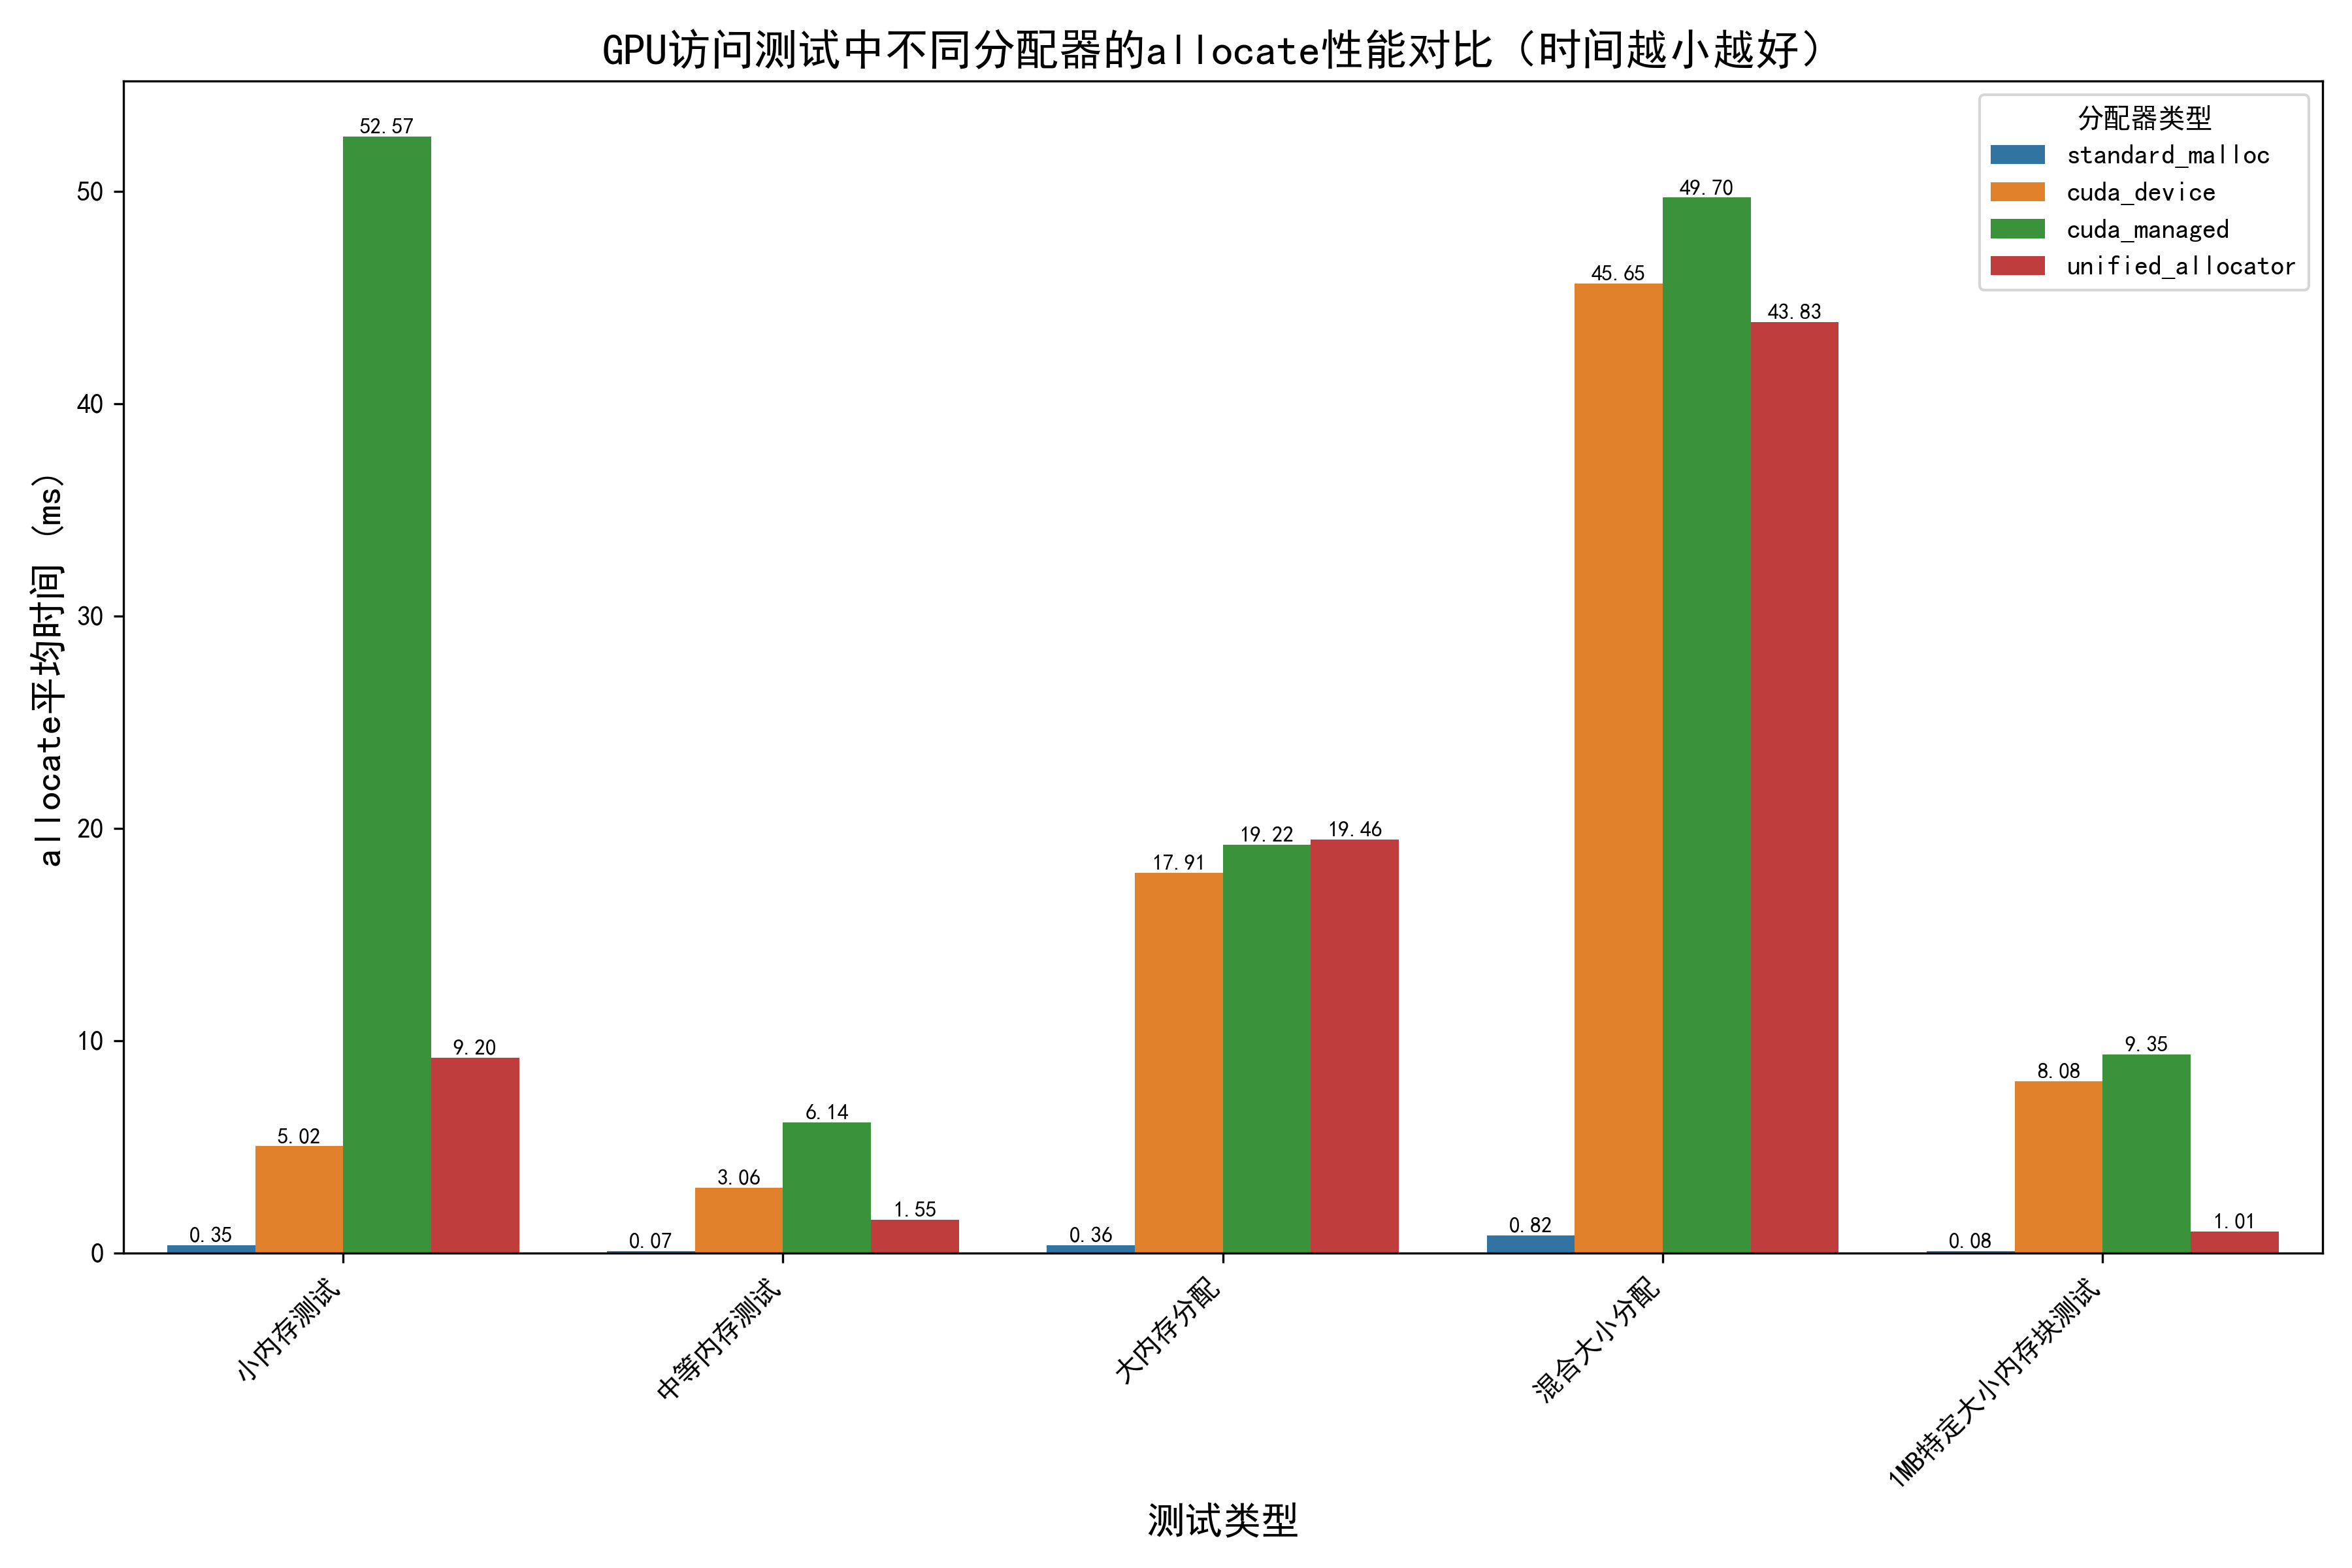 GPU访问测试中不同分配器的allocate性能对比（时间越小越好）
分配器类型
standard_malloc
cuda_device
cuda_managed
unified_allocator
allocate平均时间 (ms)
50
40
30
20
10
0
0.35
5.02
52.57
9.20
0.07
3.06
6.14
1.55
0.36
17.91
19.22
19.46
0.82
45.65
49.70
43.83
0.08
8.08
9.35
1.01
小内存测试
中等内存测试
大内存分配
混合大小分配
1MB特定大小内存块测试
测试类型